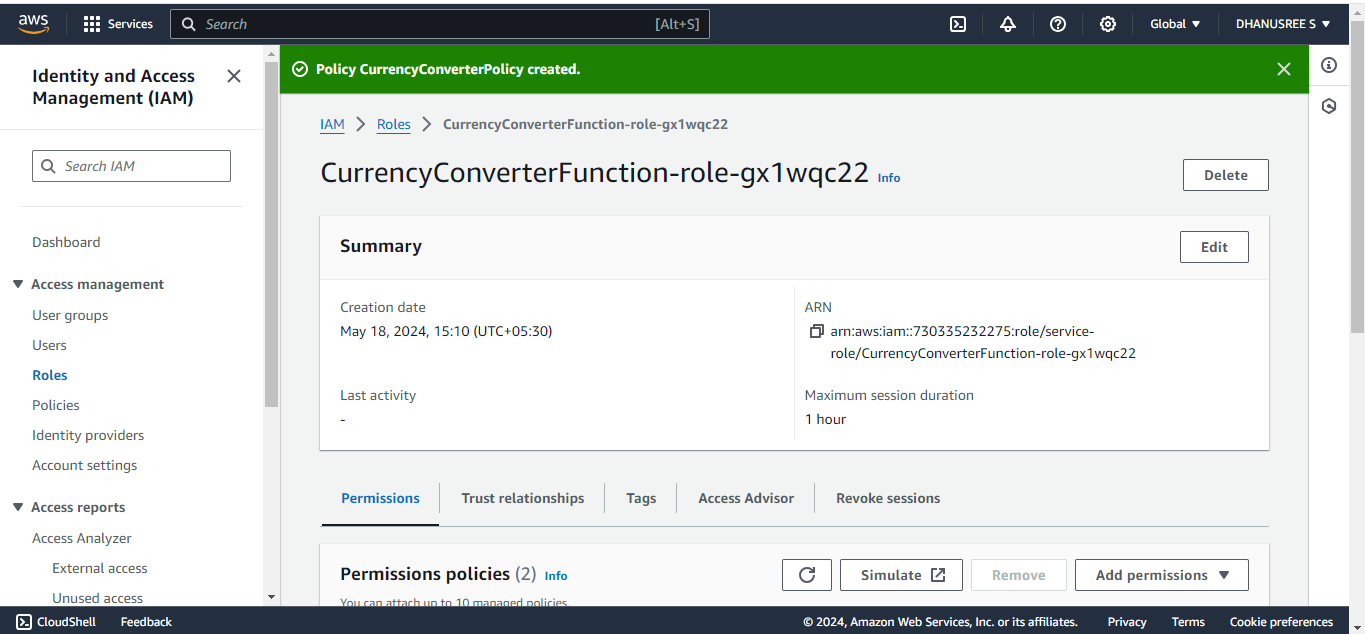 aws
Services
Search
[Alt+S]
Global
DHANUSREE S
Identity and Access
Management (IAM)
Search IAM
Dashboard
Access management
User groups
Users
Roles
Policies
Identity providers
Account settings
Access reports
Access Analyzer
External access
Unused access
Policy CurrencyConverterPolicy created.
IAM
Roles
CurrencyConverterFunction-role-gx1wqc22
CurrencyConverterFunction-role-gx1wqc22 Info
Delete
Summary
Edit
Creation date
May 18, 2024, 15:10 (UTC+05:30)
ARN
arn:aws:iam::730335232275:role/service-
role/CurrencyConverterFunction-role-gx1wqc22
Last activity
-
Maximum session duration
1 hour
Permissions
Trust relationships
Tags
Access Advisor
Revoke sessions
Permissions policies (2) Info
Simulate
Remove
Add permissions
You can attach up to 10 managed policies.
CloudShell
Feedback
© 2024, Amazon Web Services, Inc. or its affiliates.
Privacy
Terms
Cookie preferences